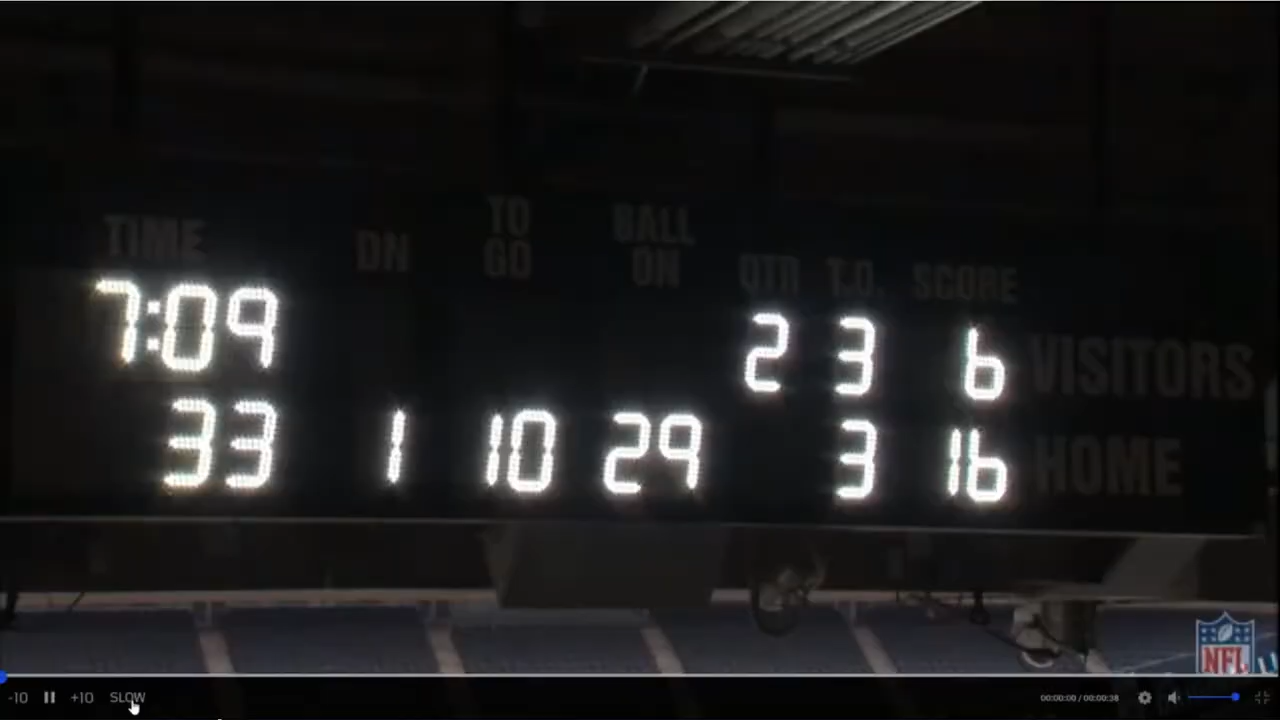 TIME DN TO GO BALL ON QTR T.O. SCORE
7:09 2 3 6 VISITORS
33 1 10 29 3 16 HOME
NFL
-10 +10 SLOW 00:00:00 / 00:00:38